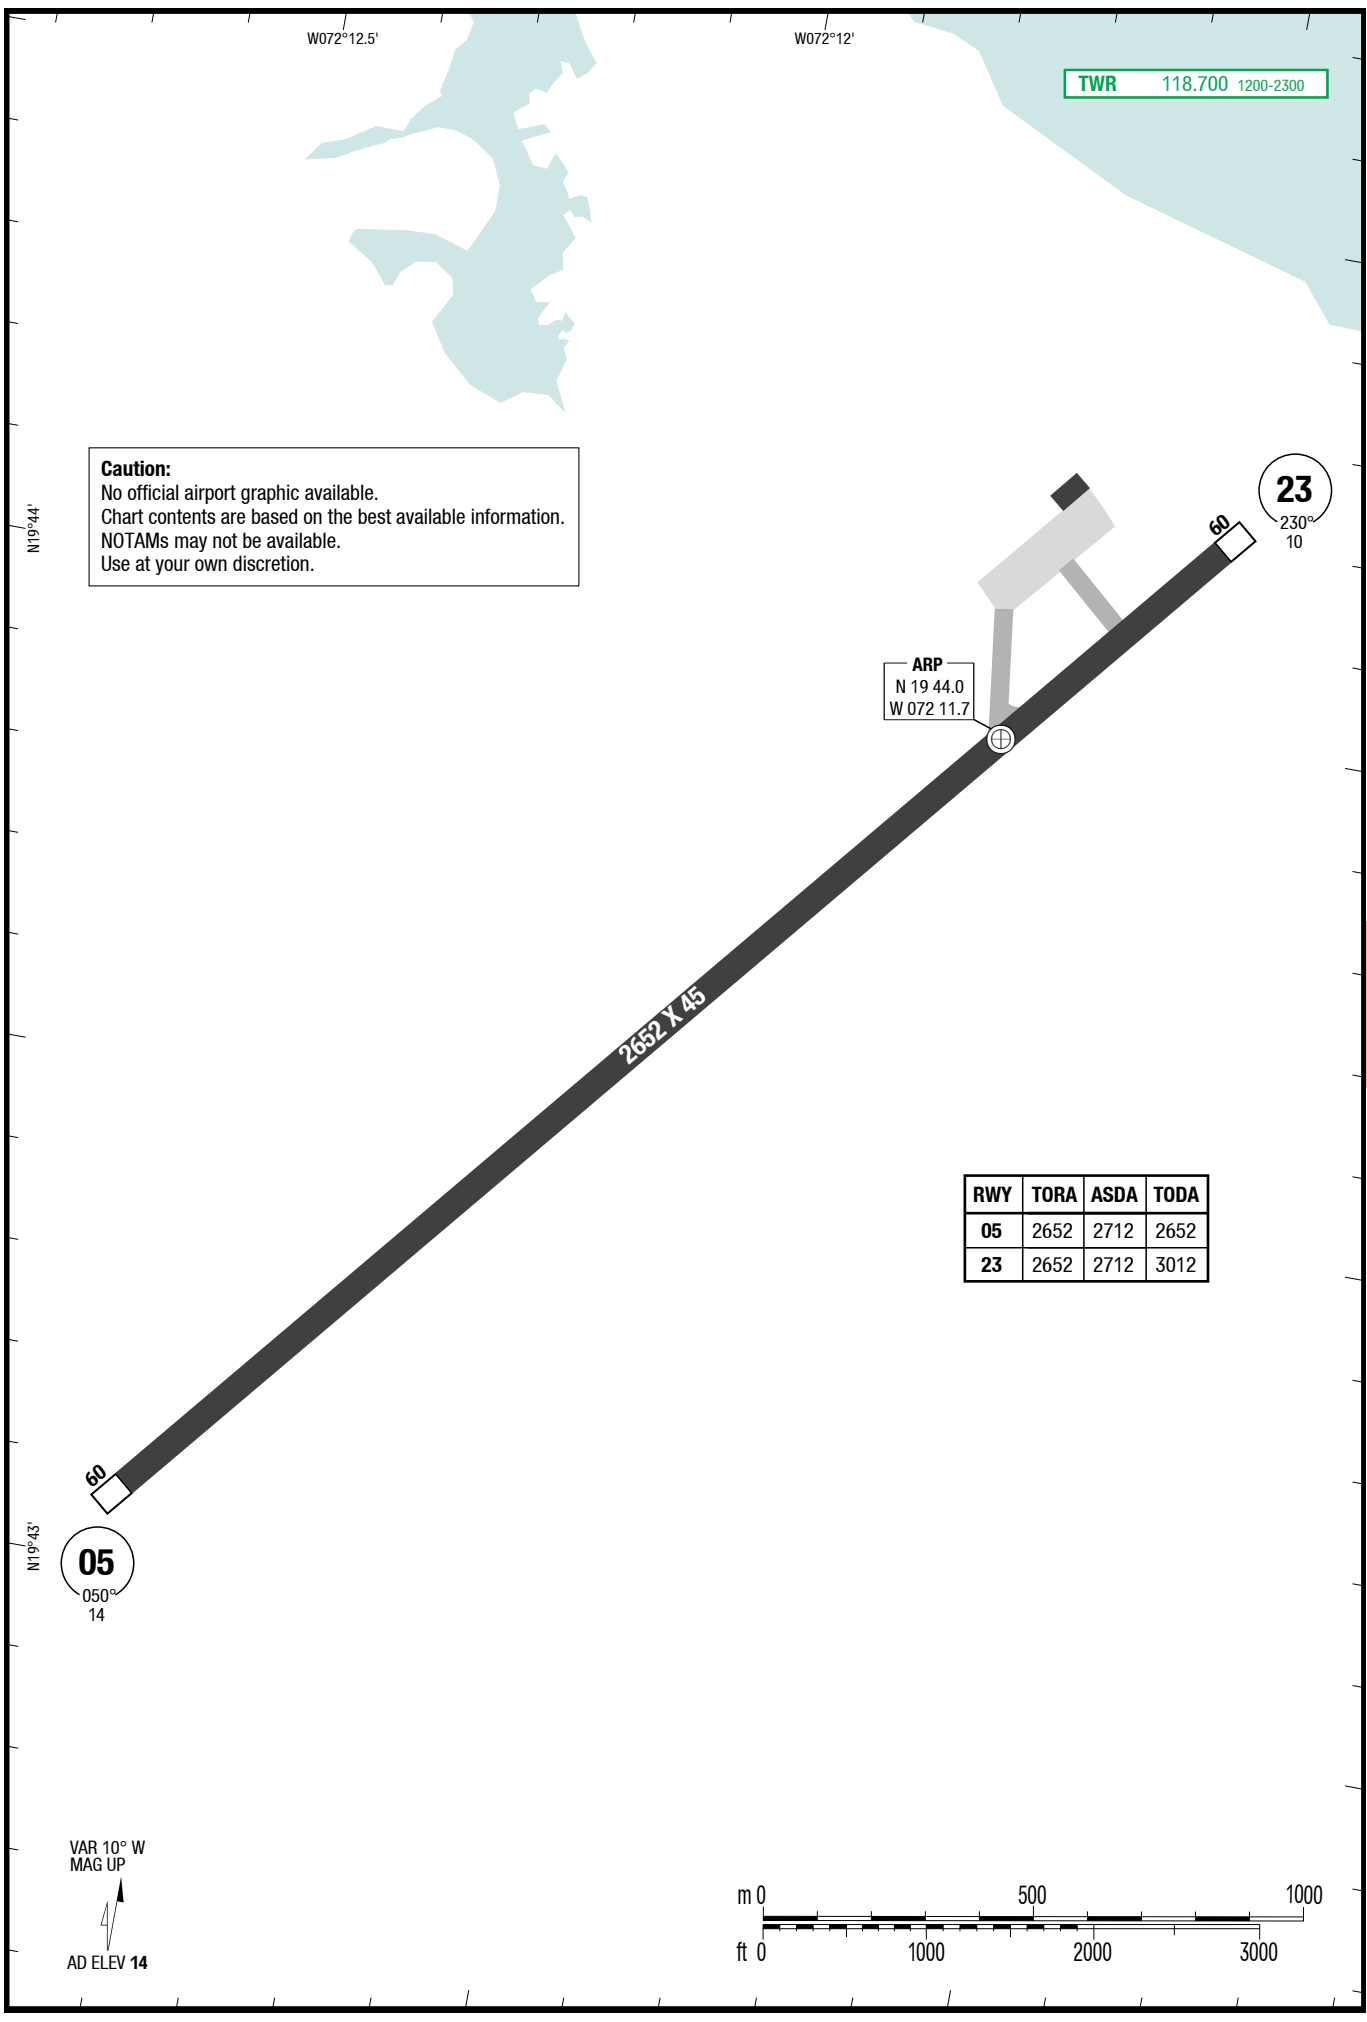 W072°12.5'
W072°12'
TWR 118.700 1200-2300
Caution:
No official airport graphic available.
Chart contents are based on the best available information.
NOTAMs may not be available.
Use at your own discretion.
N19°44'
23
230°
10
60
ARP
N 19 44.0
W 072 11.7
2652 X 45
RWY TORA ASDA TODA
05 2652 2712 2652
23 2652 2712 3012
60
N19°43'
05
050°
14
VAR 10° W
MAG UP
AD ELEV 14
m 0 500 1000
ft 0 1000 2000 3000